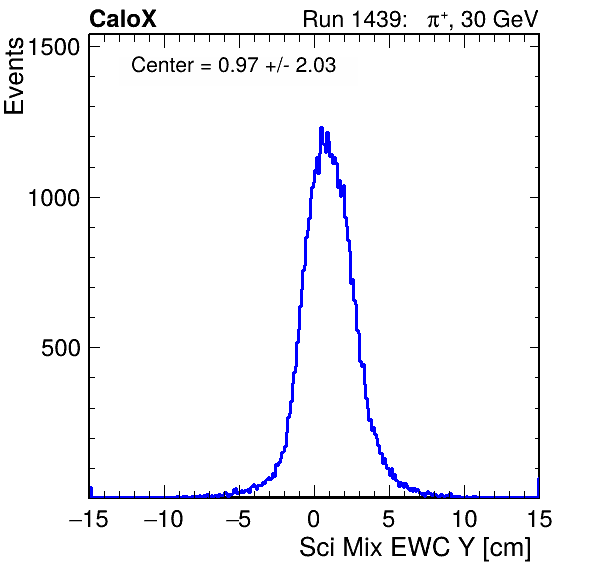 CaloX Run 1439: π⁺, 30 GeV
Center = 0.97 +/- 2.03
Events
1500
1000
500
−15 −10 −5 0 5 10 15
Sci Mix EWC Y [cm]